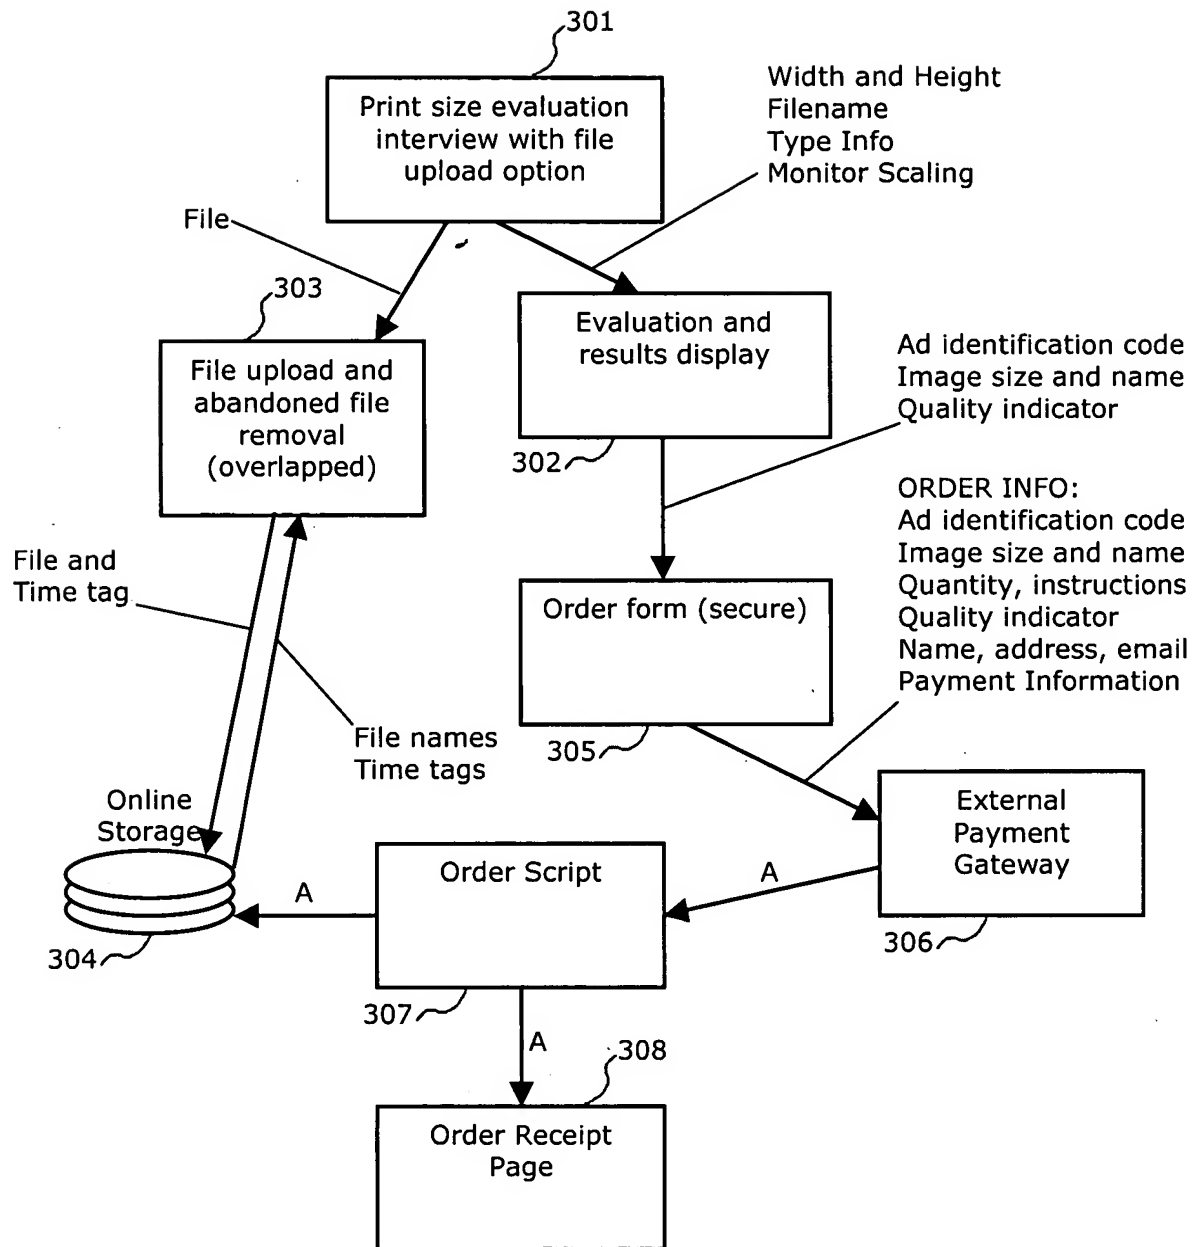 301
Print size evaluation
interview with file
upload option
Width and Height
Filename
Type Info
Monitor Scaling
File
303
File upload and
abandoned file
removal
(overlapped)
Evaluation and
results display
302
Ad identification code
Image size and name
Quality indicator
ORDER INFO:
Ad identification code
Image size and name
Quantity, instructions
Quality indicator
Name, address, email
Payment Information
File and
Time tag
Order form (secure)
305
File names
Time tags
Online
Storage
304
External
Payment
Gateway
306
A
Order Script
A
307
A
308
Order Receipt
Page